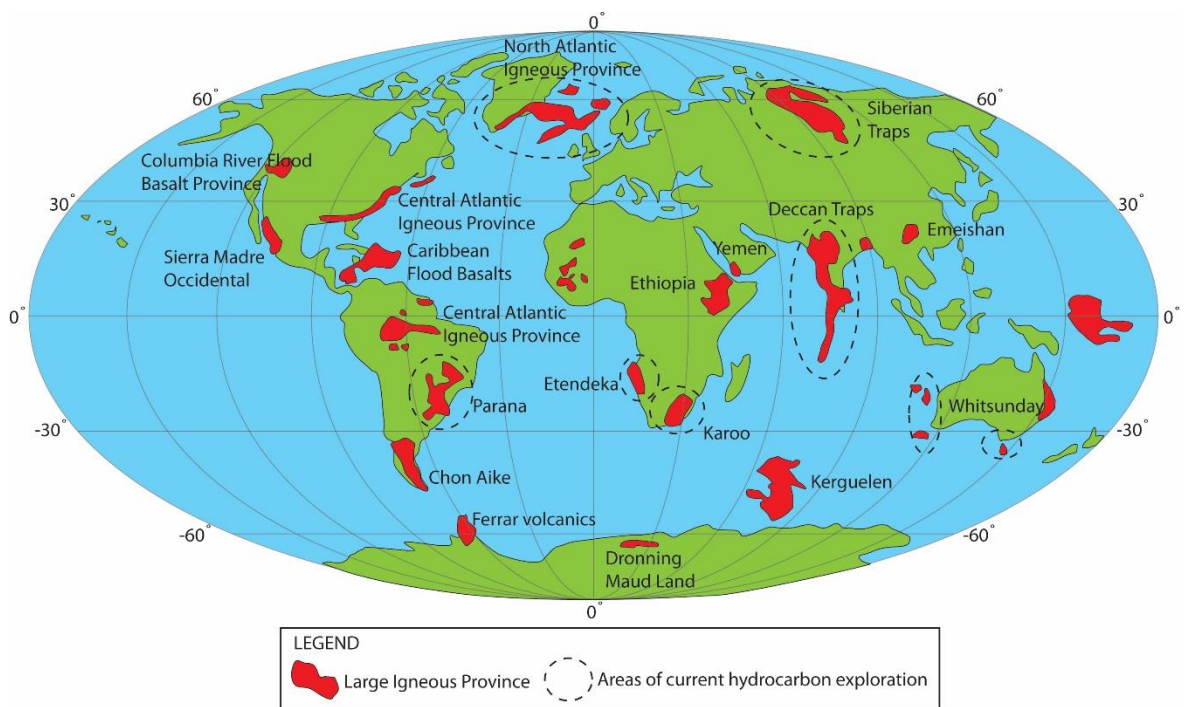 0°
North Atlantic
Igneous Province
60°
60°
Siberian
Traps
Columbia River Flood
Basalt Province
30°
30°
Central Atlantic
Igneous Province
Deccan Traps
Emeishan
Sierra Madre
Occidental
Caribbean
Flood Basalts
Yemen
Ethiopia
0°
0°
Central Atlantic
Igneous Province
Etendeka
Parana
Whitsunday
-30°
-30°
Karoo
Chon Aike
Kerguelen
Ferrar volcanics
-60°
-60°
Dronning
Maud Land
0°
LEGEND
Large Igneous Province
Areas of current hydrocarbon exploration